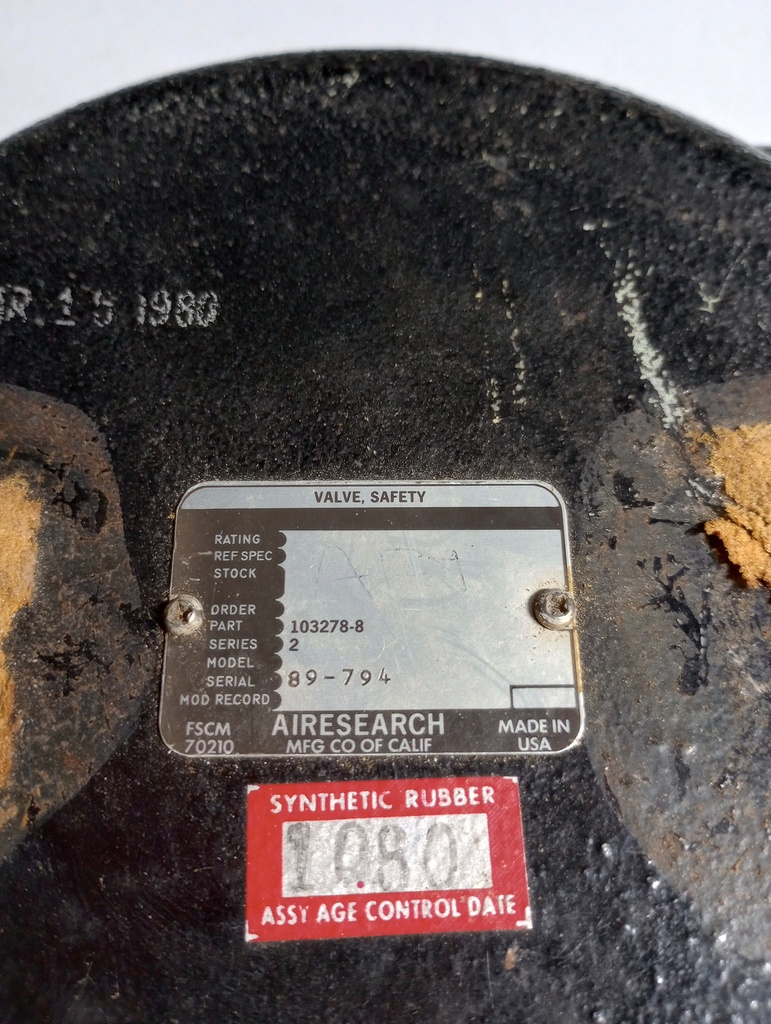 15 1980
VALVE, SAFETY
RATING
REF SPEC
STOCK
ORDER
PART 103278-8
SERIES 2
MODEL
SERIAL 89-794
MOD RECORD
FSCM
70210
AIRESEARCH
MFG CO OF CALIF
MADE IN
USA
SYNTHETIC RUBBER
1080
ASSY AGE CONTROL DATE